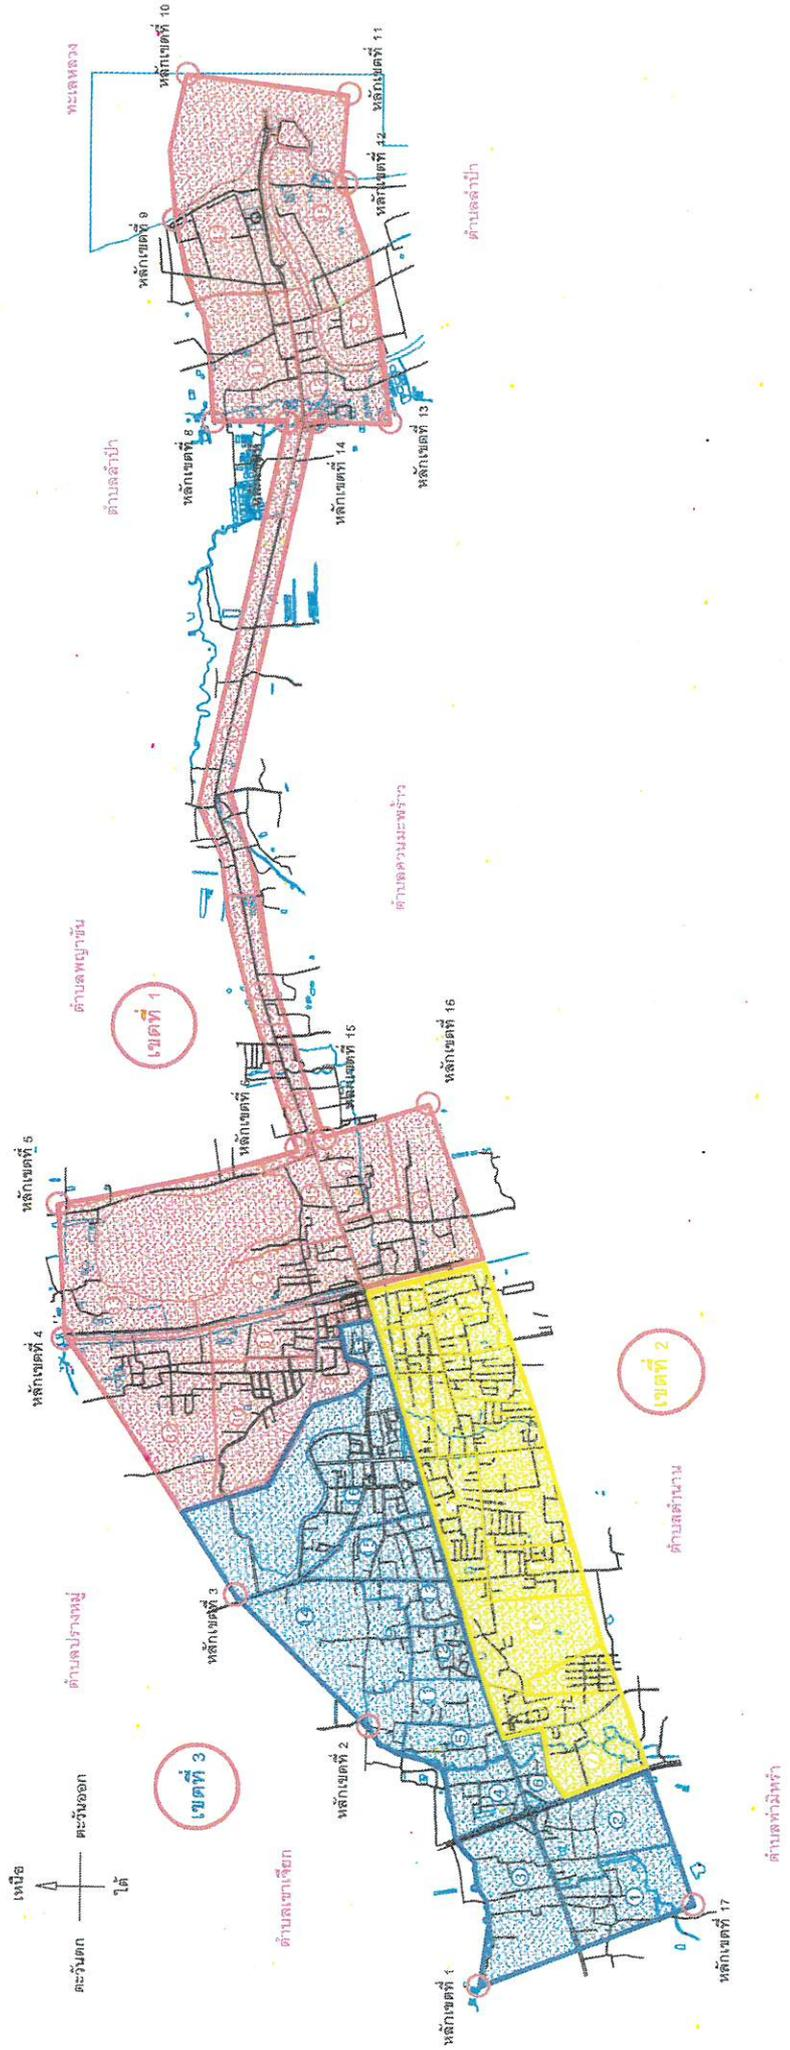 ทะเลหลวง
หลักเขตที่ 10
หลักเขตที่ 11
หลักเขตที่ 12
หลักเขตที่ 9
ตำบลลำปำ
ตำบลลำปำ
หลักเขตที่ 8
หลักเขตที่ 14
หลักเขตที่ 13
ตำบลควนมะพร้าว
ตำบลพญาขัน
เขตที่ 1
หลักเขตที่ 15
หลักเขตที่ 16
หลักเขตที่ 5
หลักเขตที่ 4
เขตที่ 2
ตำบลตำนาน
ตำบลปรางหมู่
หลักเขตที่ 3
หลักเขตที่ 2
เขตที่ 3
ตำบลท่ามิหรำ
ตำบลเขาเจียก
เหนือ
ตะวันตก
ตะวันออก
ใต้
หลักเขตที่ 1
หลักเขตที่ 17